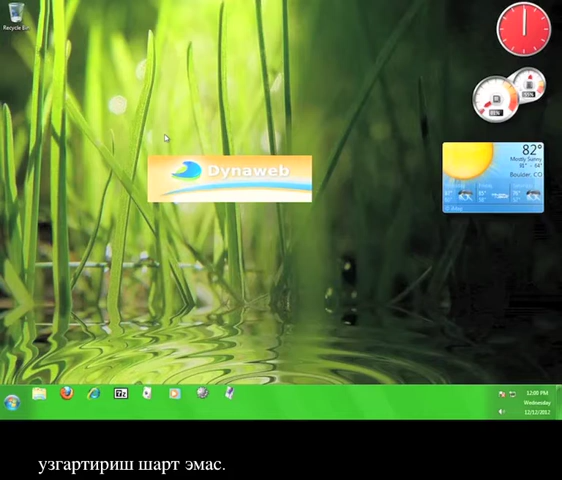 Recycle Bin
Dynaweb
82°
Mostly Sunny
Boulder, CO
12:00 PM
Wednesday
12/12/2012
узгартириш шарт эмас.